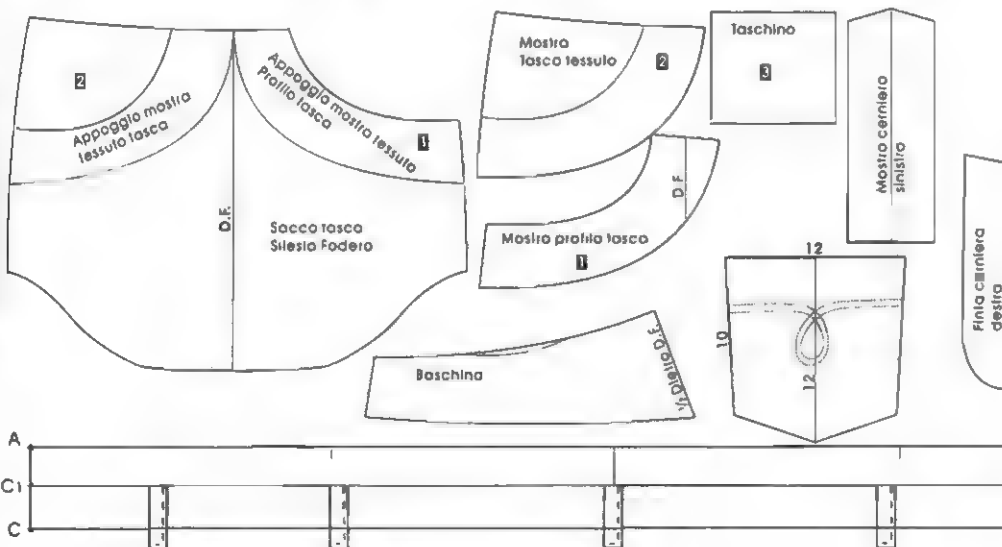 2
Appoggio mostra
tessuto tasca
Appoggio mostra tessuto
Profilo tasca
1
D.F.
Sacco tasca
Silesia Fodero
Mostra
Tasca tessuto
2
D.F.
Mostra profilo tasca
1
Taschino
3
Mostra cerniera
sinistra
Finta cerniera
destra
12
10
12
Baschina
½ Dietro D.F.
A
C1
C